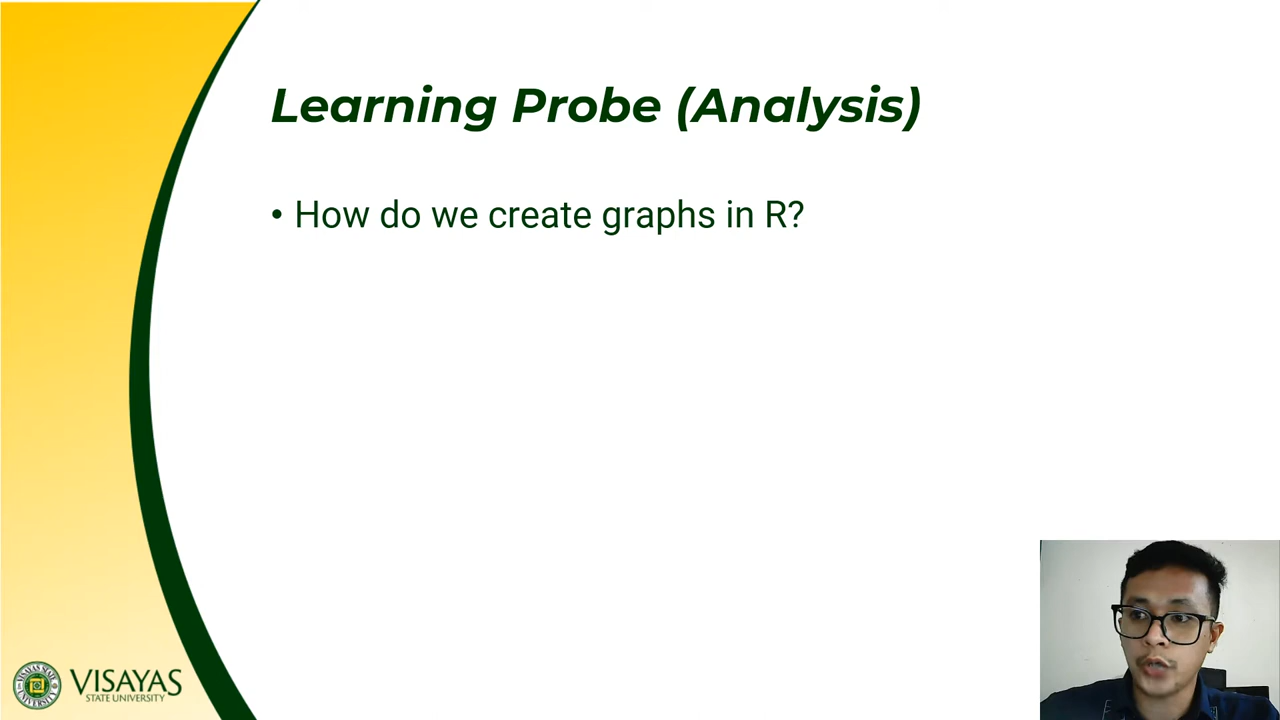 Learning Probe (Analysis)
• How do we create graphs in R?
VISAYAS
STATE UNIVERSITY